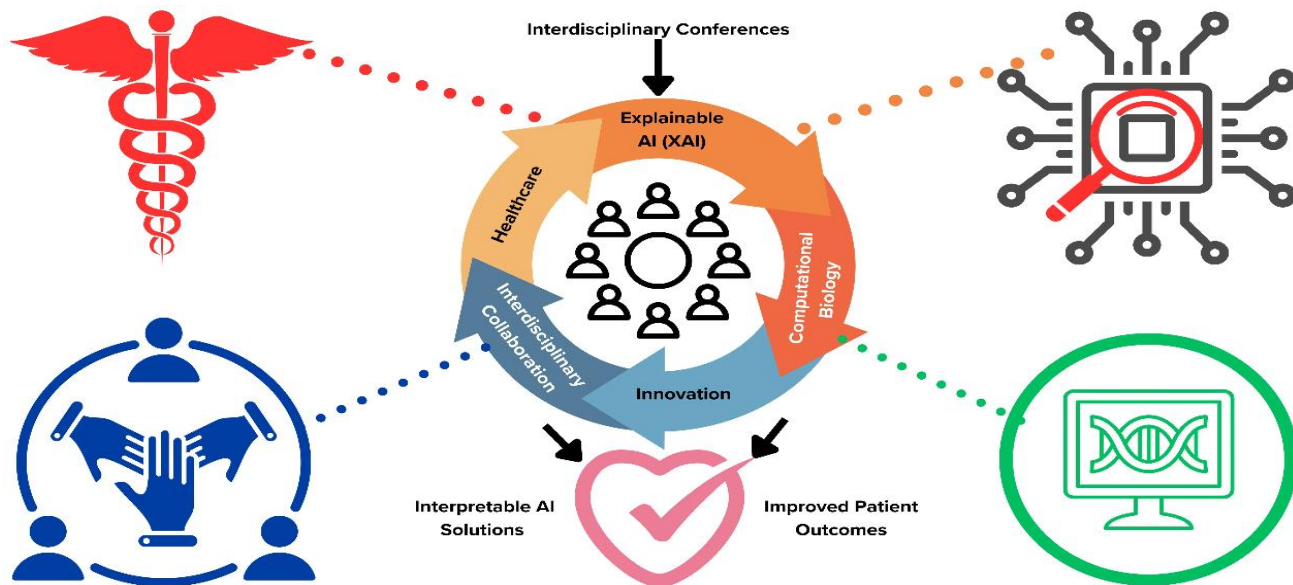 Interdisciplinary Conferences
Explainable
AI (XAI)
Healthcare
Computational
Biology
Interdisciplinary
Collaboration
Innovation
Interpretable AI
Solutions
Improved Patient
Outcomes